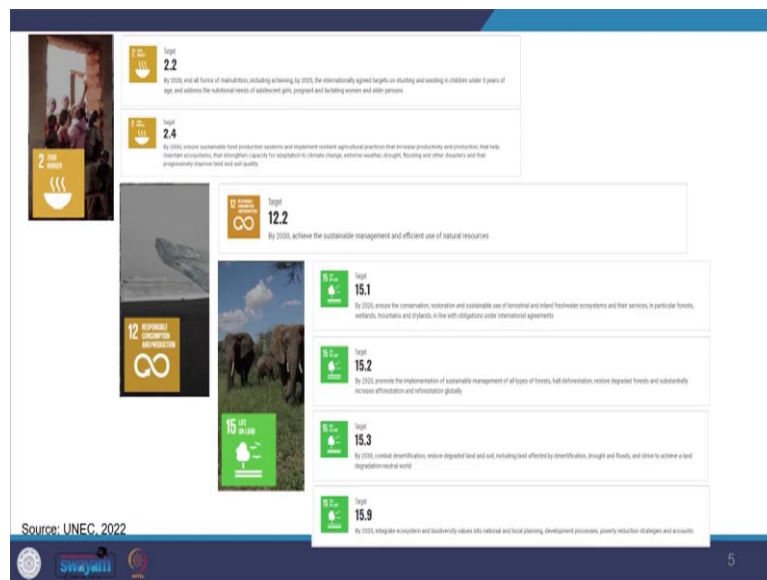 2 ZERO HUNGER
Target
2.2
By 2030, end all forms of malnutrition, including achieving, by 2025, the internationally agreed targets on stunting and wasting in children under 5 years of
age, and address the nutritional needs of adolescent girls, pregnant and lactating women and older persons
Target
2.4
By 2030, ensure sustainable food production systems and implement resilient agricultural practices that increase productivity and production, that help
maintain ecosystems, that strengthen capacity for adaptation to climate change, extreme weather, drought, flooding and other disasters and that
progressively improve land and soil quality
2 ZERO
HUNGER
12 RESPONSIBLE
CONSUMPTION
AND PRODUCTION
Target
12.2
By 2030, achieve the sustainable management and efficient use of natural resources
12 RESPONSIBLE
CONSUMPTION
AND PRODUCTION
Target
15.1
By 2020, ensure the conservation, restoration and sustainable use of terrestrial and inland freshwater ecosystems and their services, in particular forests,
wetlands, mountains and drylands, in line with obligations under international agreements
Target
15.2
By 2020, promote the implementation of sustainable management of all types of forests, halt deforestation, restore degraded forests and substantially
increase afforestation and reforestation globally
15 LIFE
ON LAND
Target
15.3
By 2030, combat desertification, restore degraded land and soil, including land affected by desertification, drought and floods, and strive to achieve a land
degradation-neutral world
Target
15.9
By 2020, integrate ecosystem and biodiversity values into national and local planning, development processes, poverty reduction strategies and accounts
Source: UNEC, 2022
swayam
5